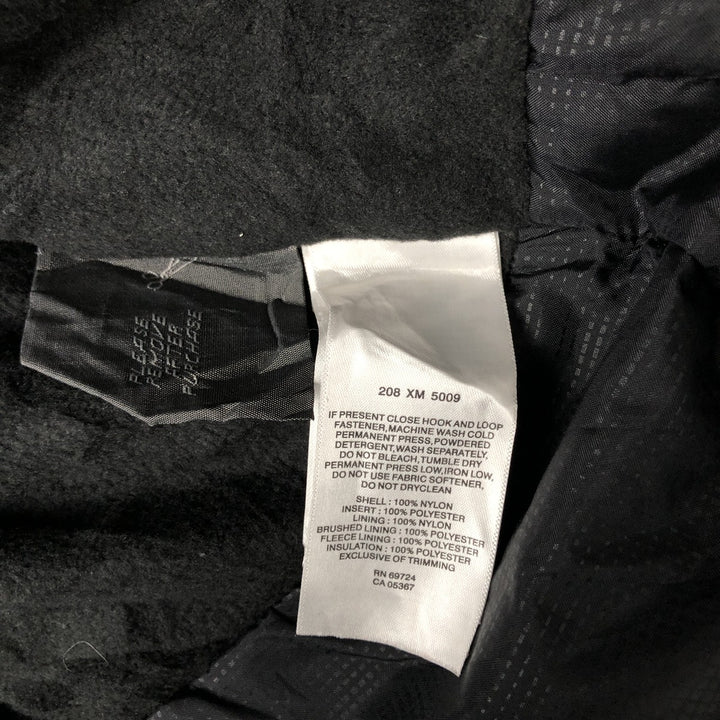 PLEASE
REMOVE
AFTER
PURCHASE
208 XM 5009
IF PRESENT CLOSE HOOK AND LOOP
FASTENER,MACHINE WASH COLD
PERMANENT PRESS,POWDERED
DETERGENT,WASH SEPARATELY,
DO NOT BLEACH,TUMBLE DRY
PERMANENT PRESS LOW,IRON LOW,
DO NOT USE FABRIC SOFTENER,
DO NOT DRYCLEAN
SHELL : 100% NYLON
INSERT : 100% POLYESTER
LINING : 100% NYLON
BRUSHED LINING : 100% POLYESTER
FLEECE LINING : 100% POLYESTER
INSULATION : 100% POLYESTER
EXCLUSIVE OF TRIMMING
RN 69724
CA 05367